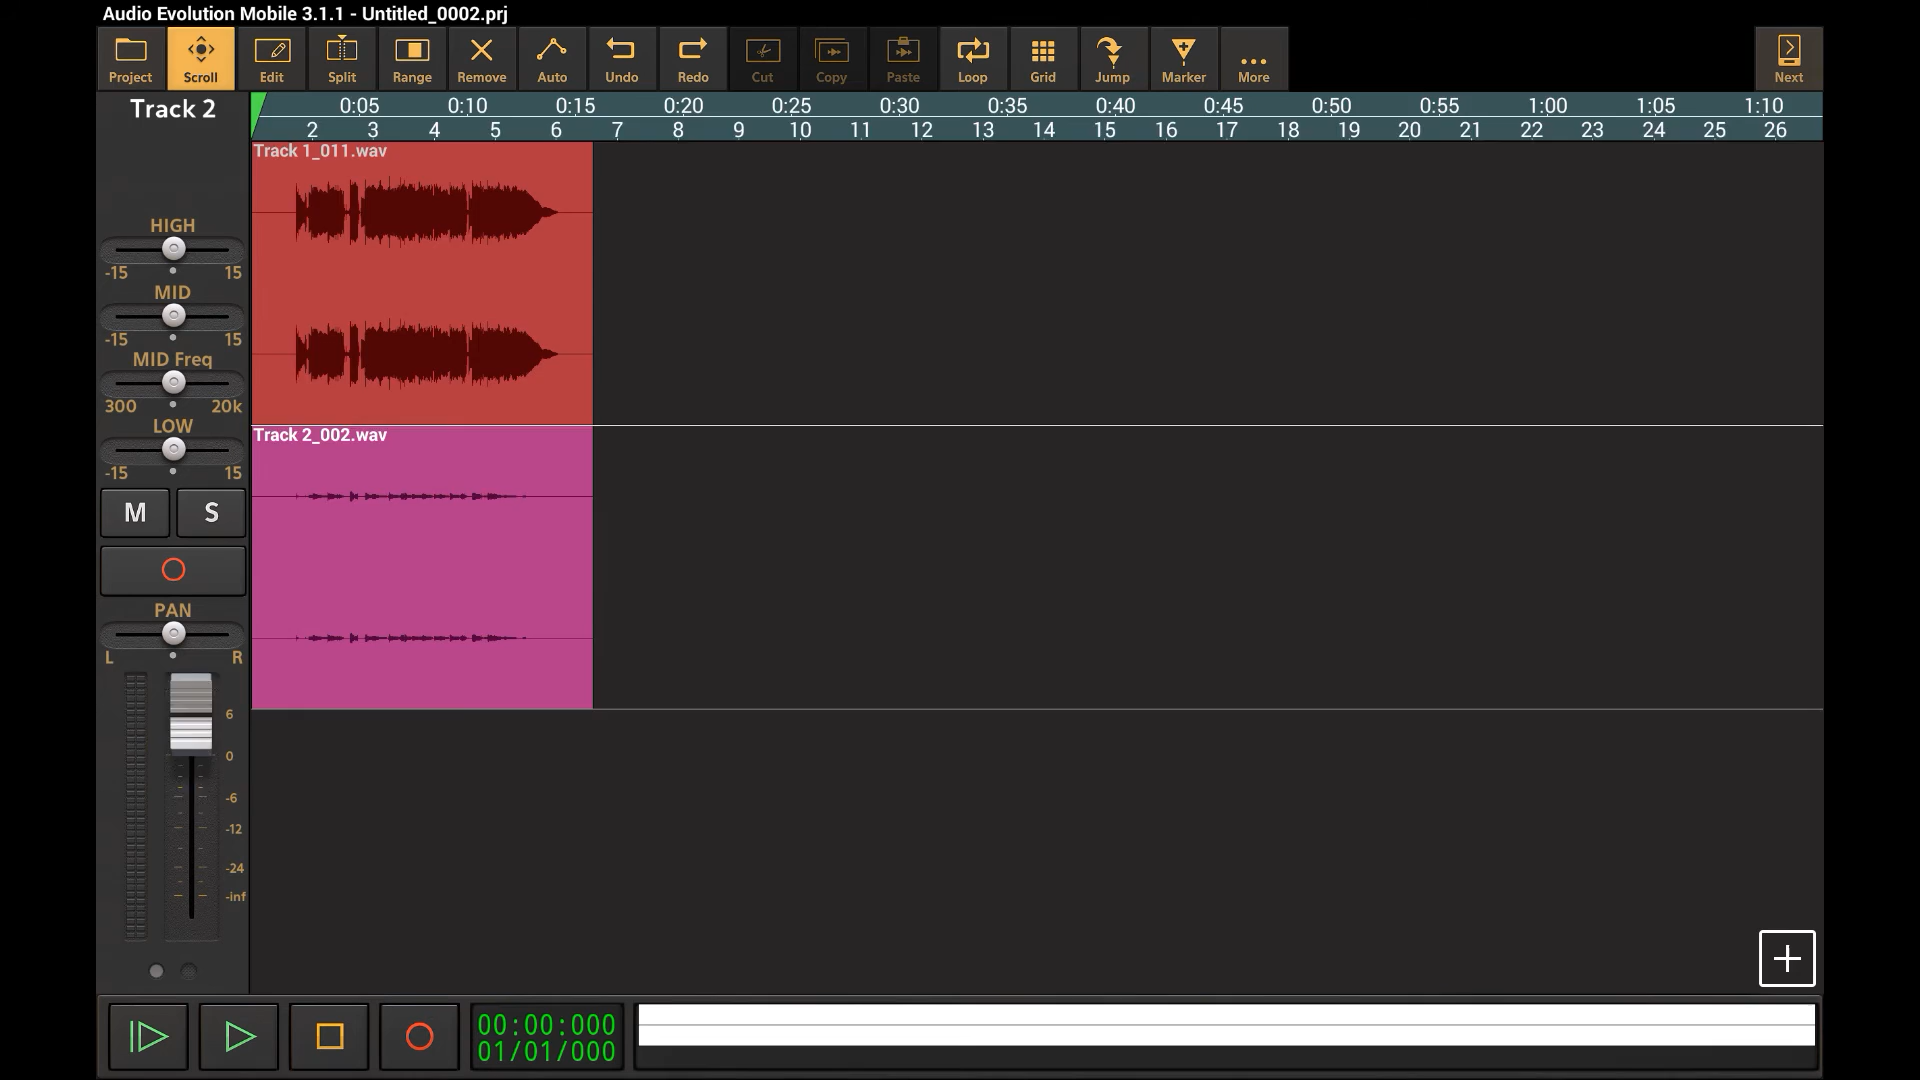 Audio Evolution Mobile 3.1.1 - Untitled_0002.prj
Project Scroll Edit Split Range Remove Auto Undo Redo Cut Copy Paste Loop Grid Jump Marker More Next
Track 2
0:05 0:10 0:15 0:20 0:25 0:30 0:35 0:40 0:45 0:50 0:55 1:00 1:05 1:10
2 3 4 5 6 7 8 9 10 11 12 13 14 15 16 17 18 19 20 21 22 23 24 25 26
Track 1_011.wav
HIGH
-15 15
MID
-15 15
MID Freq
300 20k
LOW
-15 15
Track 2_002.wav
M S
PAN
L R
6
0
-6
-12
-24
-inf
00:00:000
01/01/000